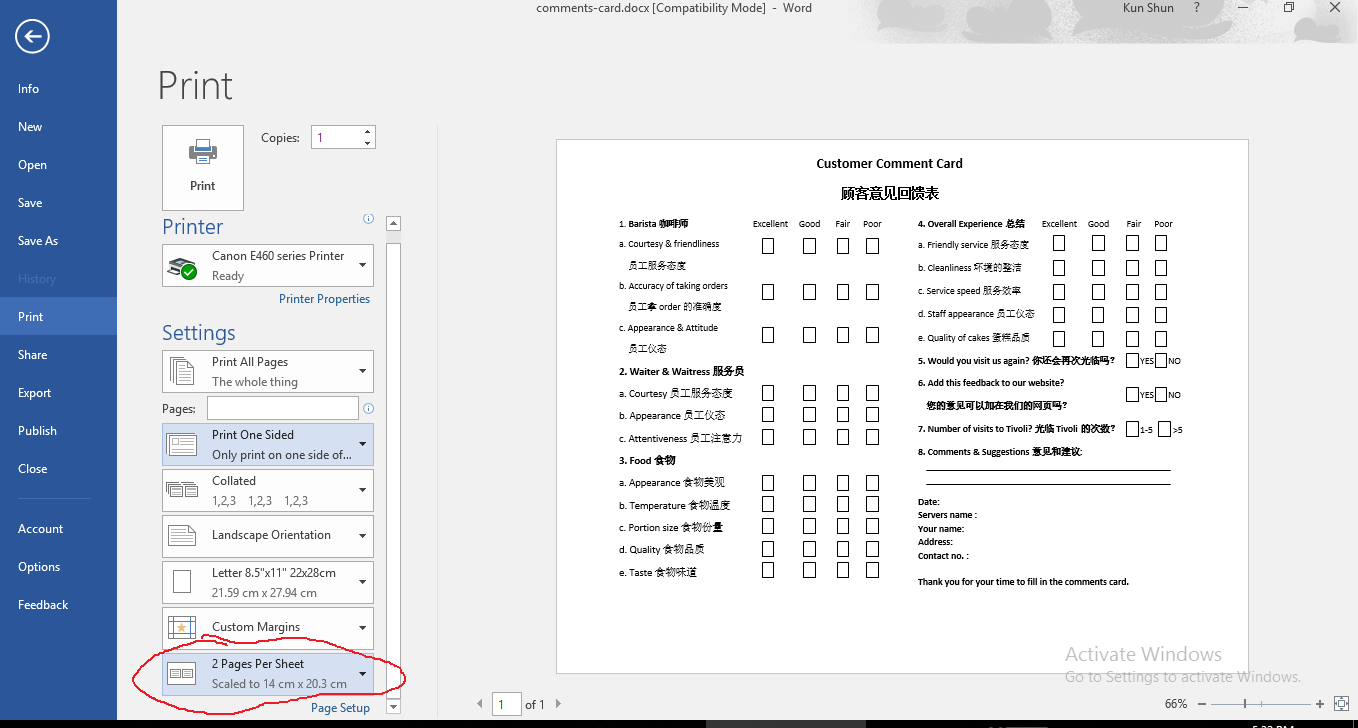 comments-card.docx [Compatibility Mode] - Word
Kun Shun ?
Info
New
Open
Save
Save As
History
Print
Share
Export
Publish
Close
Account
Options
Feedback
Print
Print
Copies: 1
Printer
Canon E460 series Printer
Ready
Printer Properties
Settings
Print All Pages
The whole thing
Pages:
Print One Sided
Only print on one side of...
Collated
1,2,3 1,2,3 1,2,3
Landscape Orientation
Letter 8.5"x11" 22x28cm
21.59 cm x 27.94 cm
Custom Margins
2 Pages Per Sheet
Scaled to 14 cm x 20.3 cm
Page Setup
Customer Comment Card
顾客意见回馈表
1. Barista 咖啡师 Excellent Good Fair Poor
a. Courtesy & friendliness
员工服务态度
b. Accuracy of taking orders
员工拿 order 的准确度
c. Appearance & Attitude
员工仪态
2. Waiter & Waitress 服务员
a. Courtesy 员工服务态度
b. Appearance 员工仪态
c. Attentiveness 员工注意力
3. Food 食物
a. Appearance 食物美观
b. Temperature 食物温度
c. Portion size 食物份量
d. Quality 食物品质
e. Taste 食物味道
4. Overall Experience 总结 Excellent Good Fair Poor
a. Friendly service 服务态度
b. Cleanliness 环境的整洁
c. Service speed 服务效率
d. Staff appearance 员工仪态
e. Quality of cakes 蛋糕品质
5. Would you visit us again? 你还会再次光临吗? YES NO
6. Add this feedback to our website?
您的意见可以加在我们的网页吗? YES NO
7. Number of visits to Tivoli? 光临 Tivoli 的次数? 1-5 >5
8. Comments & Suggestions 意见和建议:
Date:
Servers name :
Your name:
Address:
Contact no. :
Thank you for your time to fill in the comments card.
Activate Windows
Go to Settings to activate Windows.
1 of 1
66%